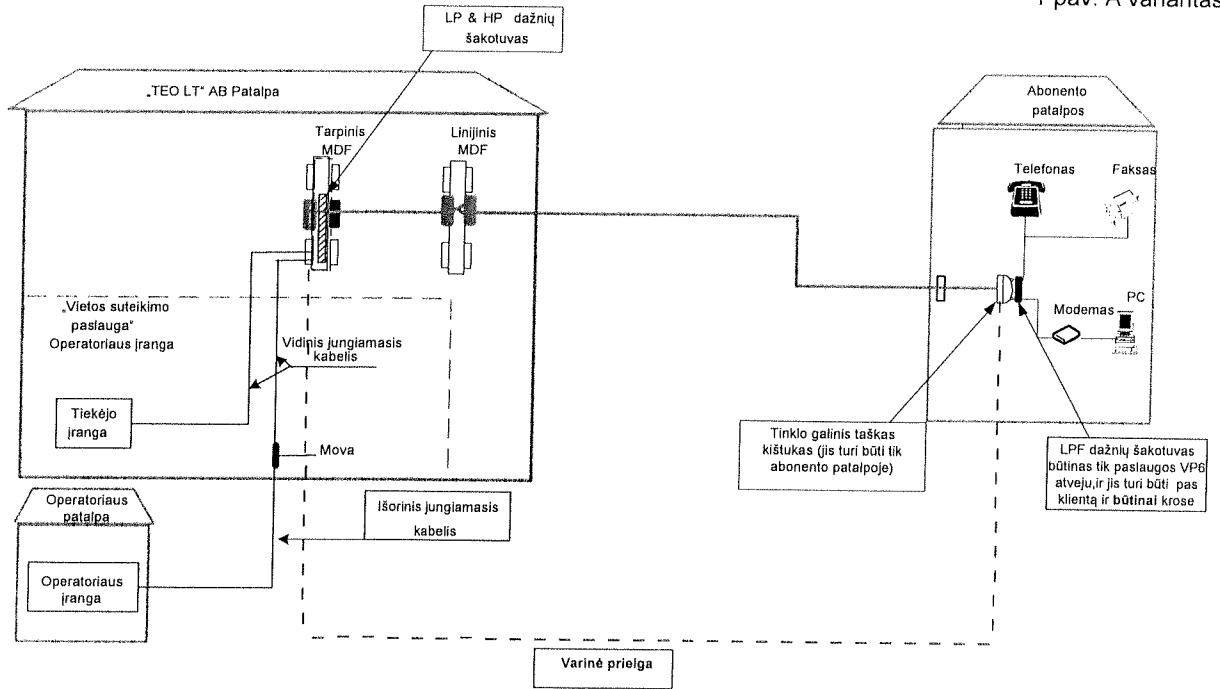 1 pav. A variantas
LP & HP dažnių
šakotuvas
„TEO LT“ AB Patalpa
Tarpinis
MDF
Linijinis
MDF
Abonento
patalpos
Telefonas
Faksas
Modemas
PC
„Vietos suteikimo
paslauga“
Operatoriaus įranga
Vidinis jungiamasis
kabelis
Tiekėjo
įranga
Mova
Tinklo galinis taškas
kištukas (jis turi būti tik
abonento patalpoje)
LPF dažnių šakotuvas
būtinas tik paslaugos VP6
atveju,ir jis turi būti pas
klientą ir būtinai krose
Operatoriaus
patalpa
Išorinis jungiamasis
kabelis
Operatoriaus
įranga
Varinė prieiga